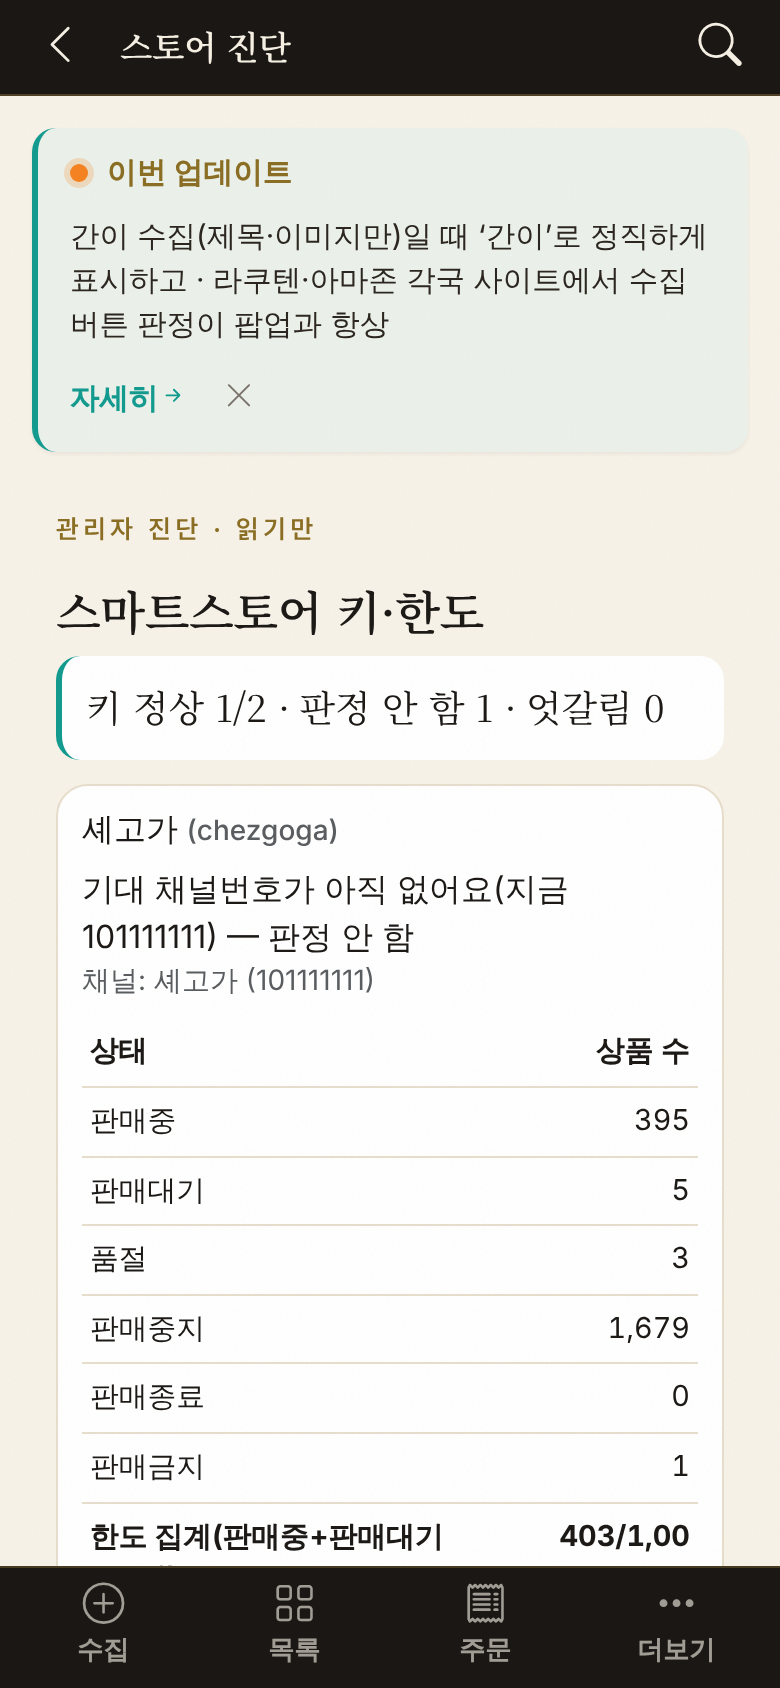 스토어 진단
이번 업데이트
간이 수집(제목·이미지만)일 때 ‘간이’로 정직하게
표시하고 · 라쿠텐·아마존 각국 사이트에서 수집
버튼 판정이 팝업과 항상
자세히 →
관리자 진단 · 읽기만
스마트스토어 키·한도
키 정상 1/2 · 판정 안 함 1 · 엇갈림 0
셰고가 (chezgoga)
기대 채널번호가 아직 없어요(지금
101111111) — 판정 안 함
채널: 셰고가 (101111111)
상태 상품 수
판매중 395
판매대기 5
품절 3
판매중지 1,679
판매종료 0
판매금지 1
한도 집계(판매중+판매대기 403/1,00
수집 목록 주문 더보기